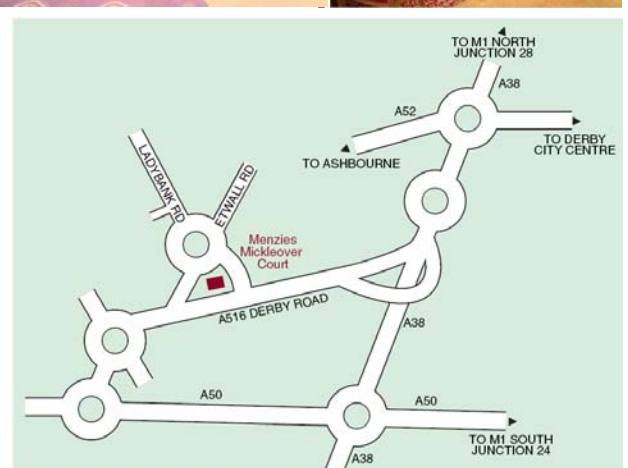 TO M1 NORTH
JUNCTION 28
A38
A52
TO DERBY
CITY CENTRE
TO ASHBOURNE
LADYBANK RD
ETWALL RD
Menzies
Mickleover
Court
A516 DERBY ROAD
A38
A50
A50
TO M1 SOUTH
JUNCTION 24
A38